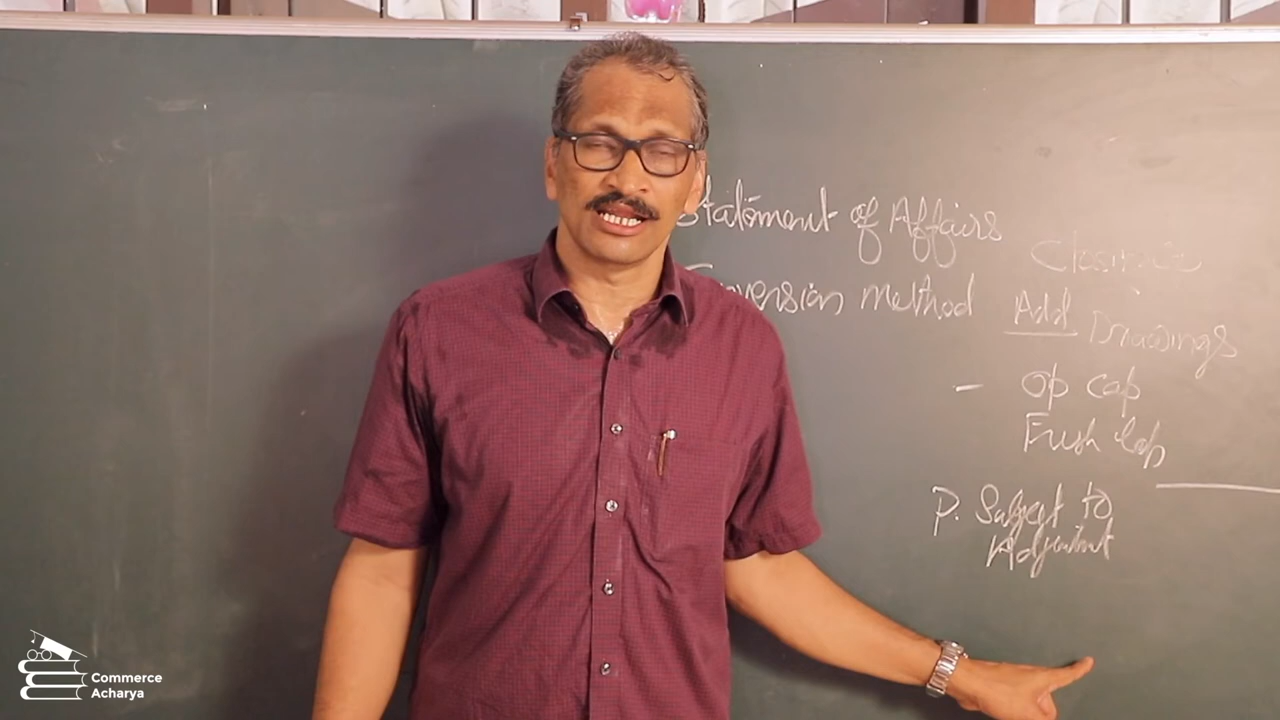 Statement of Affairs
Conversion Method
Closing
Add Drawings
- Op Cap
Fresh Cap
P. Subject to
Adjustment
Commerce
Acharya